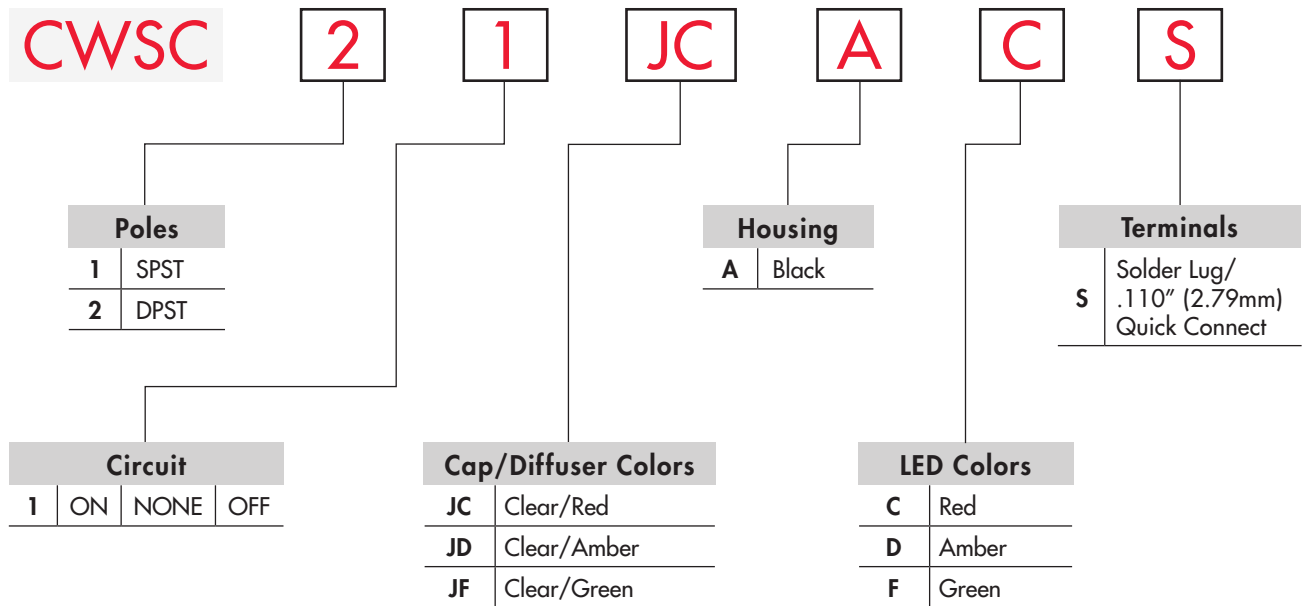 CWSC 2 1 JC A C S
Poles
1 SPST
2 DPST
Housing
A Black
Terminals
S Solder Lug/
.110” (2.79mm)
Quick Connect
Circuit
1 ON NONE OFF
Cap/Diffuser Colors
JC Clear/Red
JD Clear/Amber
JF Clear/Green
LED Colors
C Red
D Amber
F Green